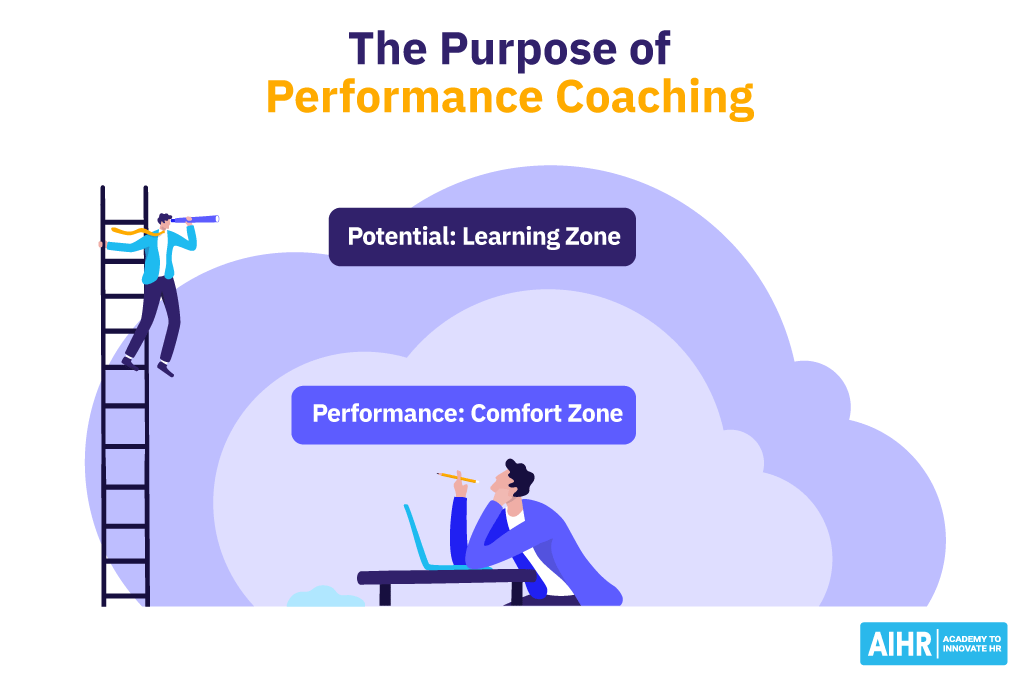 The Purpose of
Performance Coaching
Potential: Learning Zone
Performance: Comfort Zone
AIHR
ACADEMY TO
INNOVATE HR